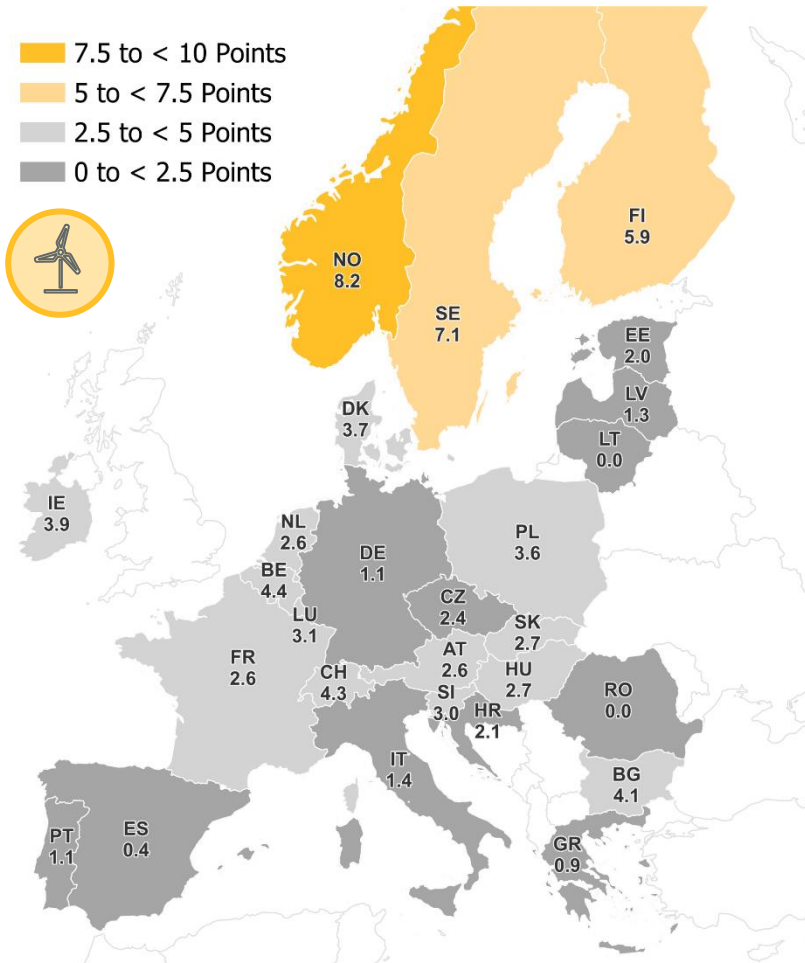 7.5 to < 10 Points
5 to < 7.5 Points
2.5 to < 5 Points
0 to < 2.5 Points
FI
5.9
NO
8.2
SE
7.1
EE
2.0
LV
1.3
LT
0.0
DK
3.7
IE
3.9
NL
2.6
DE
1.1
PL
3.6
BE
4.4
LU
3.1
CZ
2.4
SK
2.7
FR
2.6
CH
4.3
AT
2.6
HU
2.7
SI
3.0
HR
2.1
RO
0.0
IT
1.4
BG
4.1
PT
1.1
ES
0.4
GR
0.9